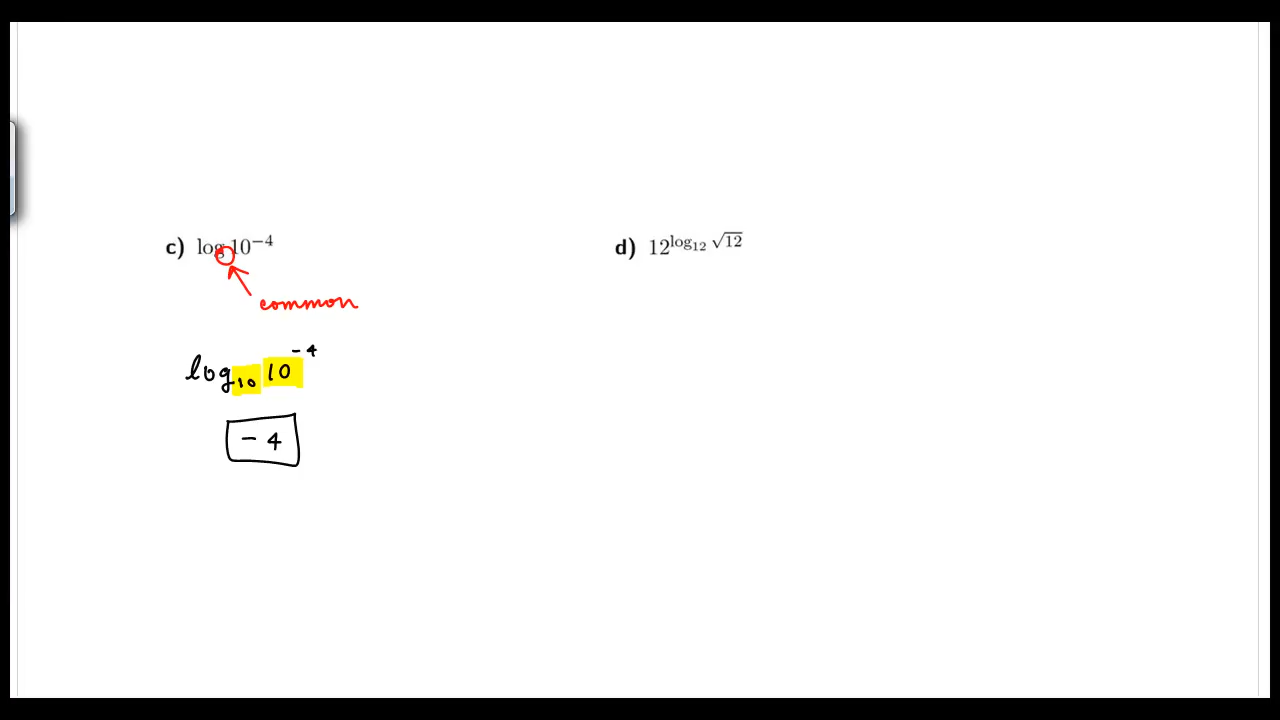 c) log 10⁻⁴
d) 12^{log₁₂ √12}
common
log₁₀ 10⁻⁴
-4